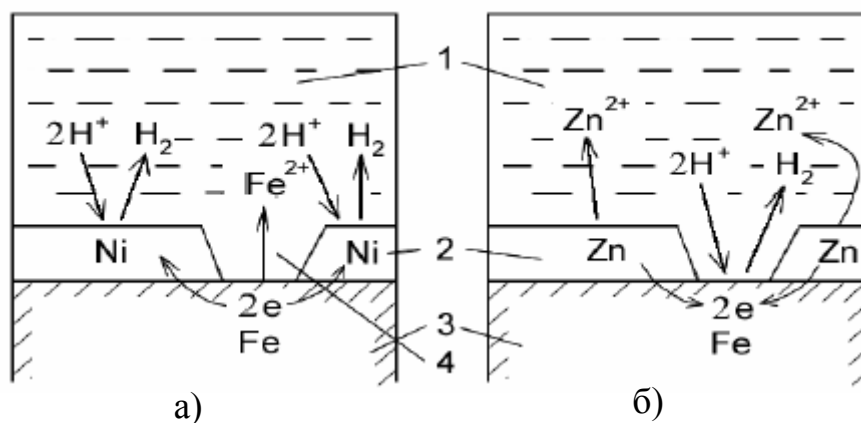 1
2H⁺ H₂ 2H⁺ H₂
Fe²⁺
Ni Ni
2e
Fe
2
3
4
Zn²⁺ Zn²⁺
2H⁺ H₂
Zn Zn
2e
Fe
а) б)